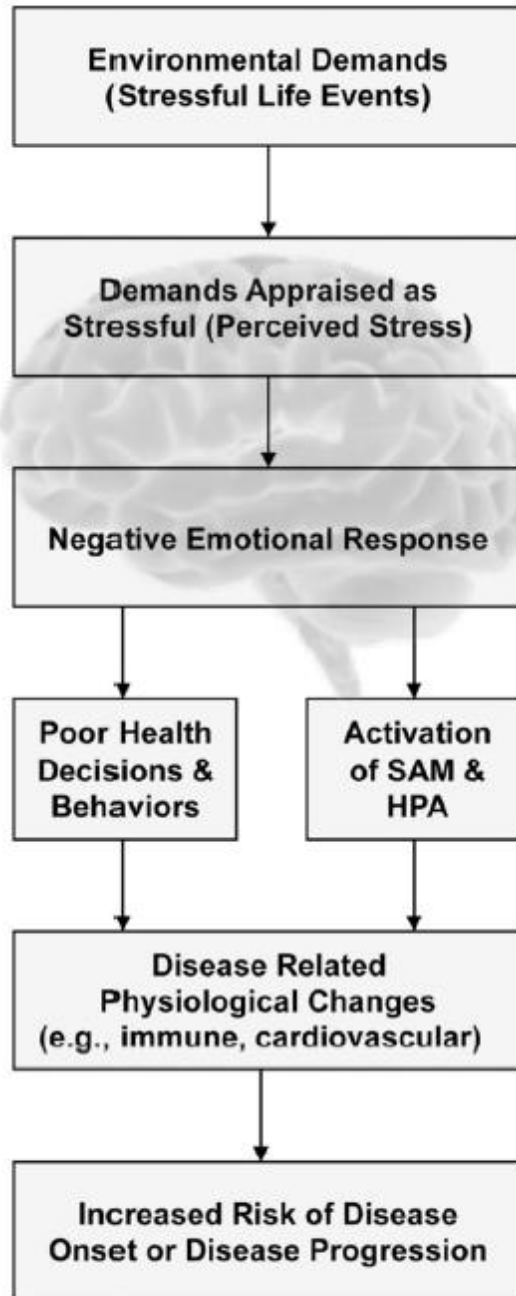 Environmental Demands
(Stressful Life Events)
Demands Appraised as
Stressful (Perceived Stress)
Negative Emotional Response
Poor Health
Decisions &
Behaviors
Activation
of SAM &
HPA
Disease Related
Physiological Changes
(e.g., immune, cardiovascular)
Increased Risk of Disease
Onset or Disease Progression